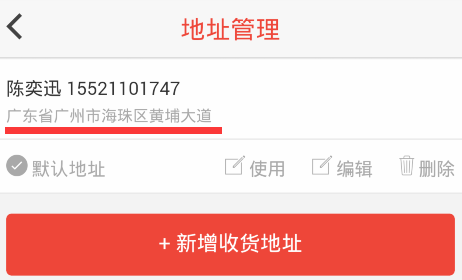 地址管理
陈奕迅 15521101747
广东省广州市海珠区黄埔大道
默认地址 使用 编辑 删除
+ 新增收货地址